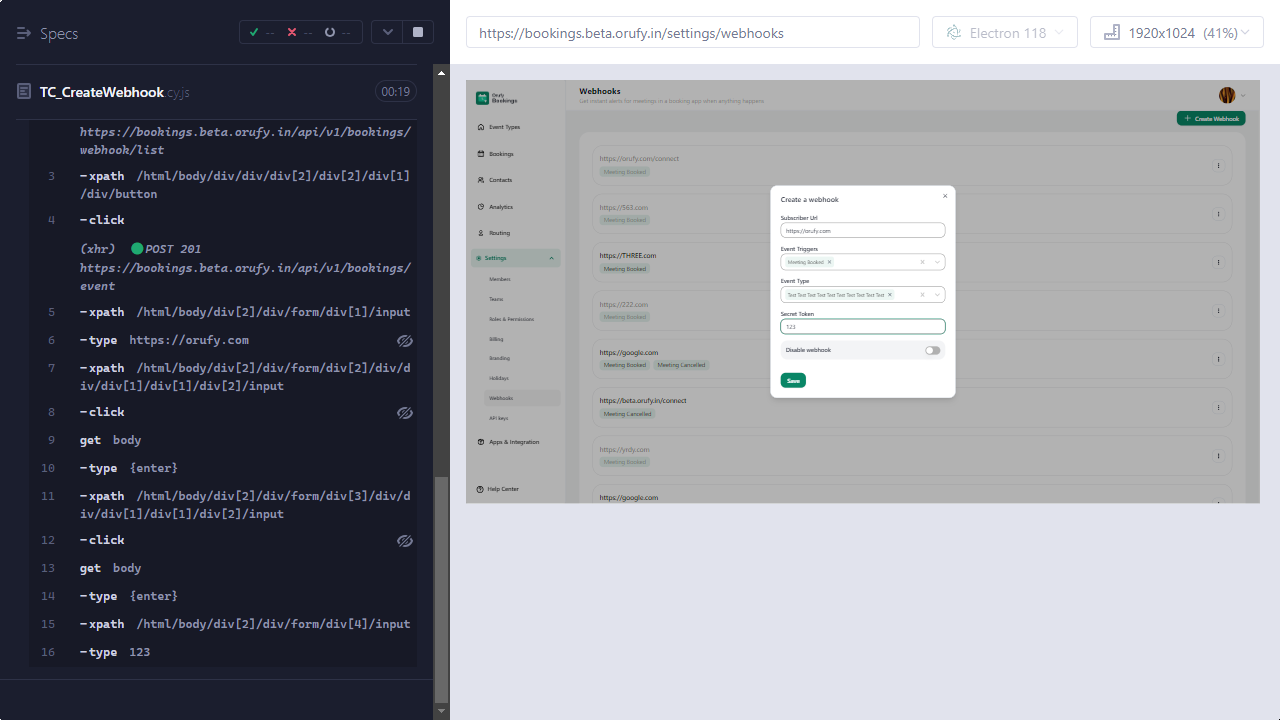 Specs
-- -- --
TC_CreateWebhook.cy.js
00:19
https://bookings.beta.orufy.in/api/v1/bookings/
webhook/list
3 -xpath /html/body/div/div/div[2]/div[2]/div[1]
/div/button
4 -click
(xhr) POST 201
https://bookings.beta.orufy.in/api/v1/bookings/
event
5 -xpath /html/body/div[2]/div/form/div[1]/input
6 -type https://orufy.com
7 -xpath /html/body/div[2]/div/form/div[2]/div/d
iv/div[1]/div[1]/div[2]/input
8 -click
9 get body
10 -type {enter}
11 -xpath /html/body/div[2]/div/form/div[3]/div/d
iv/div[1]/div[1]/div[2]/input
12 -click
13 get body
14 -type {enter}
15 -xpath /html/body/div[2]/div/form/div[4]/input
16 -type 123
https://bookings.beta.orufy.in/settings/webhooks
Electron 118
1920x1024 (41%)
Orufy
Bookings
Event Types
Bookings
Contacts
Analytics
Routing
Settings
Members
Teams
Roles & Permissions
Billing
Branding
Holidays
Webhooks
API keys
Apps & Integration
Help Center
Webhooks
Get instant alerts for meetings in a booking app when anything happens
Create Webhook
https://orufy.com/connect
Meeting Booked
https://563.com
Meeting Booked
https://THREE.com
Meeting Booked
https://222.com
Meeting Booked
https://google.com
Meeting Booked Meeting Cancelled
https://beta.orufy.in/connect
Meeting Cancelled
https://yrdy.com
Meeting Booked
https://google.com
Create a webhook
Subscriber Url
https://orufy.com
Event Triggers
Meeting Booked
Event Type
Test Test Test Test Test Test Test Test Test Test
Secret Token
123
Disable webhook
Save